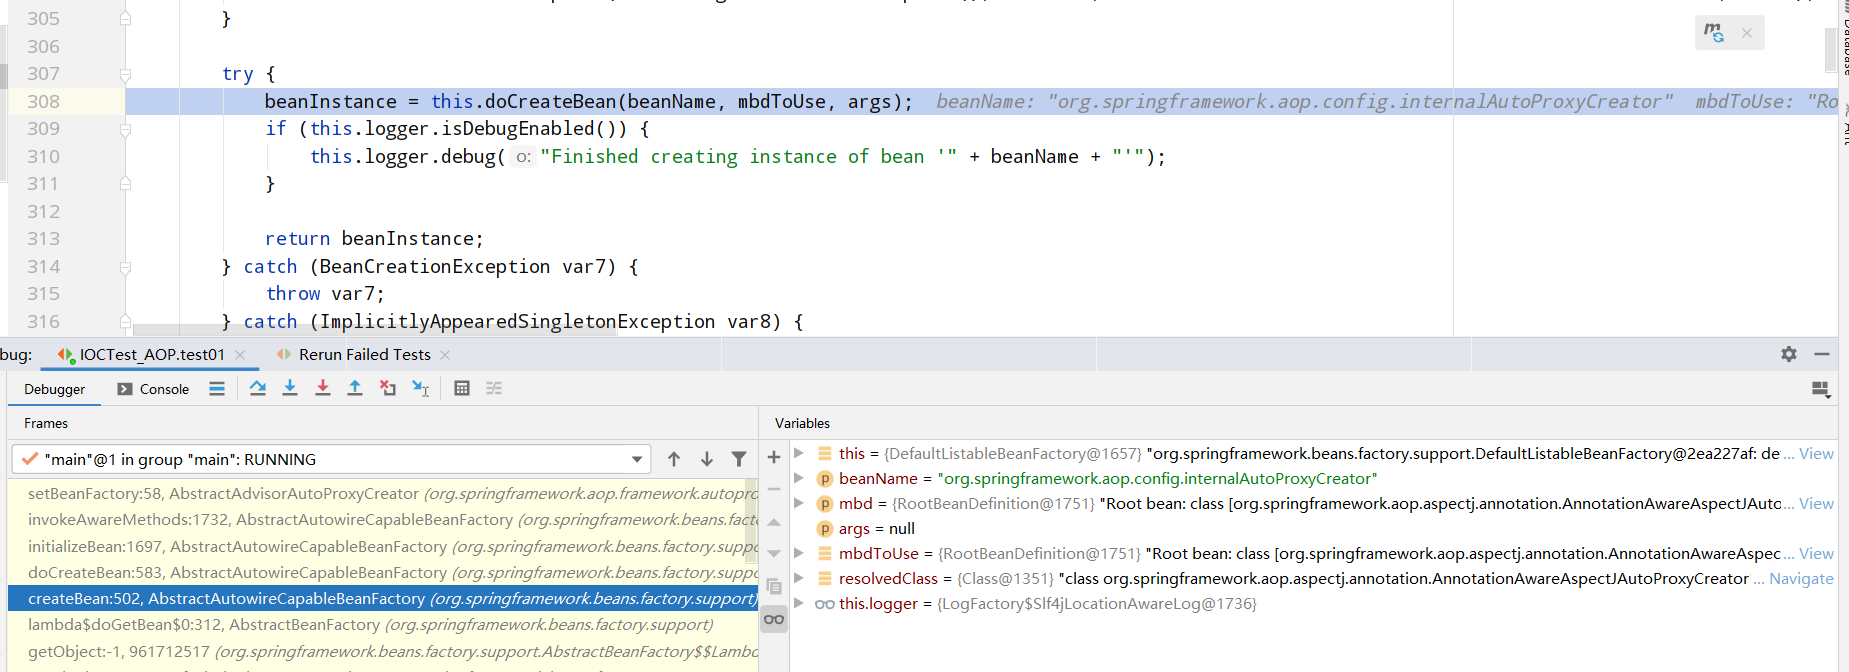 305 }
306
307 try {
308 beanInstance = this.doCreateBean(beanName, mbdToUse, args); beanName: "org.springframework.aop.config.internalAutoProxyCreator" mbdToUse: "Ro
309 if (this.logger.isDebugEnabled()) {
310 this.logger.debug( o: "Finished creating instance of bean '" + beanName + "'");
311 }
312
313 return beanInstance;
314 } catch (BeanCreationException var7) {
315 throw var7;
316 } catch (ImplicitlyAppearedSingletonException var8) {
Database
bug: IOCTest_AOP.test01 Rerun Failed Tests
Debugger Console
Frames
"main"@1 in group "main": RUNNING
setBeanFactory:58, AbstractAdvisorAutoProxyCreator (org.springframework.aop.framework.autopro
invokeAwareMethods:1732, AbstractAutowireCapableBeanFactory (org.springframework.beans.fact
initializeBean:1697, AbstractAutowireCapableBeanFactory (org.springframework.beans.factory.suppo
doCreateBean:583, AbstractAutowireCapableBeanFactory (org.springframework.beans.factory.suppo
createBean:502, AbstractAutowireCapableBeanFactory (org.springframework.beans.factory.support)
lambda$doGetBean$0:312, AbstractBeanFactory (org.springframework.beans.factory.support)
getObject:-1, 961712517 (org.springframework.beans.factory.support.AbstractBeanFactory$$Lambd
Variables
this = {DefaultListableBeanFactory@1657} "org.springframework.beans.factory.support.DefaultListableBeanFactory@2ea227af: de ... View
p beanName = "org.springframework.aop.config.internalAutoProxyCreator"
p mbd = {RootBeanDefinition@1751} "Root bean: class [org.springframework.aop.aspectj.annotation.AnnotationAwareAspectJAuto... View
p args = null
mbdToUse = {RootBeanDefinition@1751} "Root bean: class [org.springframework.aop.aspectj.annotation.AnnotationAwareAspec ... View
resolvedClass = {Class@1351} "class org.springframework.aop.aspectj.annotation.AnnotationAwareAspectJAutoProxyCreator ... Navigate
this.logger = {LogFactory$Slf4jLocationAwareLog@1736}